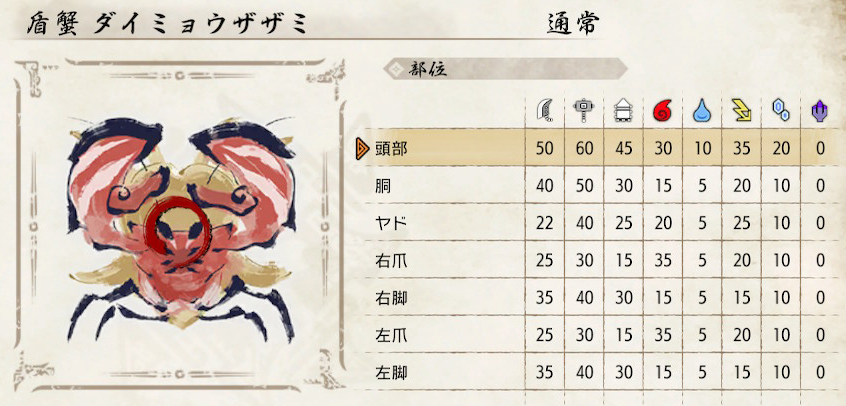 盾蟹 ダイミョウザザミ 通常
部位
頭部 50 60 45 30 10 35 20 0
胴 40 50 30 15 5 20 10 0
ヤド 22 40 25 20 5 25 10 0
右爪 25 30 15 35 5 20 10 0
右脚 35 40 30 15 5 15 10 0
左爪 25 30 15 35 5 20 10 0
左脚 35 40 30 15 5 15 10 0